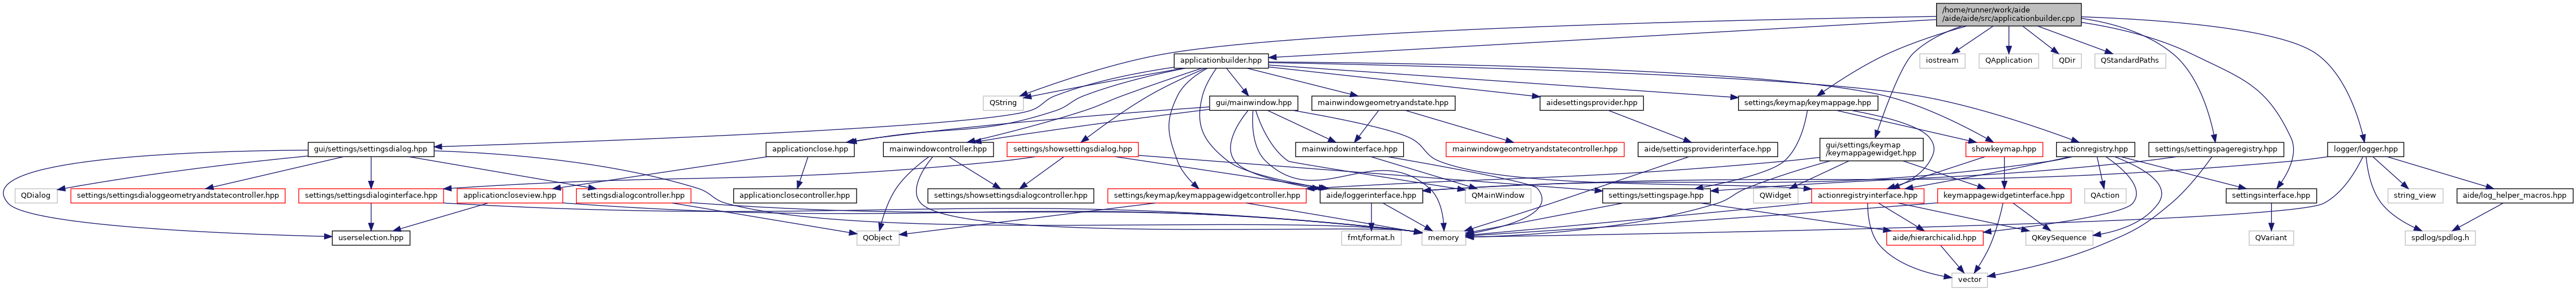 /home/runner/work/aide
/aide/aide/src/applicationbuilder.cpp
applicationbuilder.hpp
iostream
QApplication
QDir
QStandardPaths
QString
gui/mainwindow.hpp
mainwindowgeometryandstate.hpp
aidesettingsprovider.hpp
settings/keymap/keymappage.hpp
gui/settings/settingsdialog.hpp
applicationclose.hpp
mainwindowcontroller.hpp
settings/showsettingsdialog.hpp
mainwindowinterface.hpp
mainwindowgeometryandstatecontroller.hpp
aide/settingsproviderinterface.hpp
gui/settings/keymap
/keymappagewidget.hpp
showkeymap.hpp
actionregistry.hpp
settings/settingspageregistry.hpp
logger/logger.hpp
QDialog
settings/settingsdialoggeometryandstatecontroller.hpp
settings/settingsdialoginterface.hpp
applicationcloseview.hpp
settingsdialogcontroller.hpp
applicationclosecontroller.hpp
settings/showsettingsdialogcontroller.hpp
settings/keymap/keymappagewidgetcontroller.hpp
aide/loggerinterface.hpp
QMainWindow
settings/settingspage.hpp
QWidget
actionregistryinterface.hpp
keymappagewidgetinterface.hpp
QAction
settingsinterface.hpp
string_view
aide/log_helper_macros.hpp
userselection.hpp
QObject
fmt/format.h
memory
aide/hierarchicalid.hpp
QKeySequence
QVariant
spdlog/spdlog.h
vector